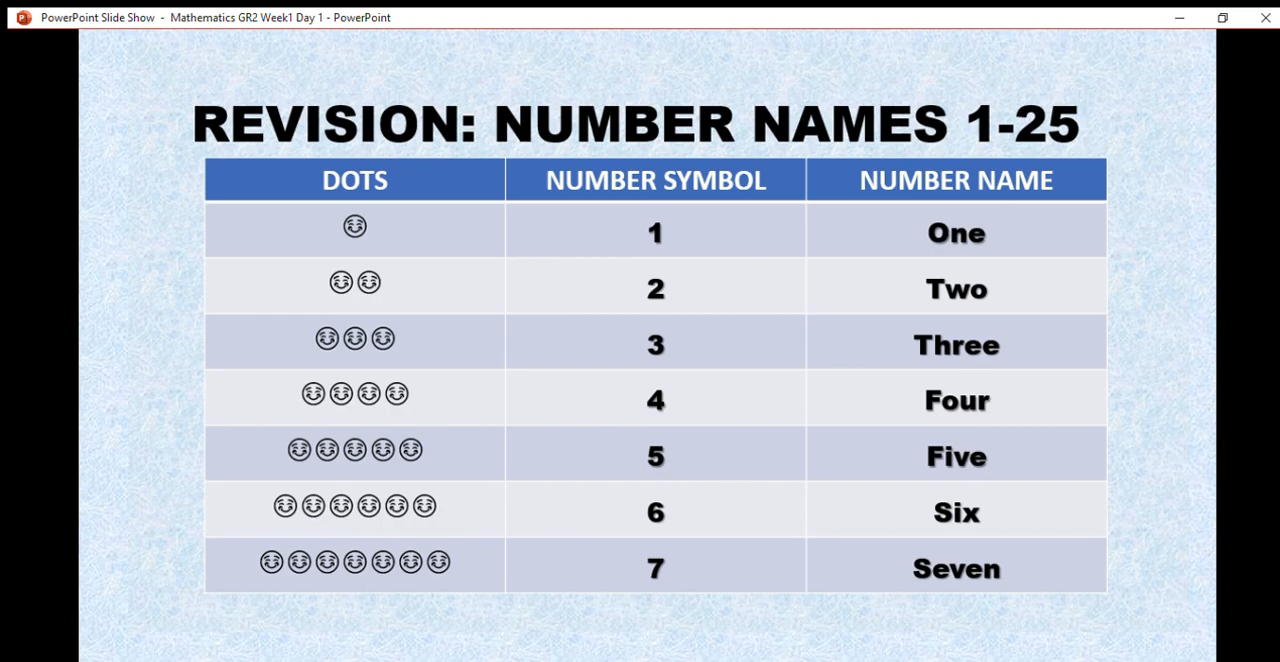 PowerPoint Slide Show - Mathematics GR2 Week1 Day 1 - PowerPoint
REVISION: NUMBER NAMES 1-25
DOTS NUMBER SYMBOL NUMBER NAME
1 One
2 Two
3 Three
4 Four
5 Five
6 Six
7 Seven